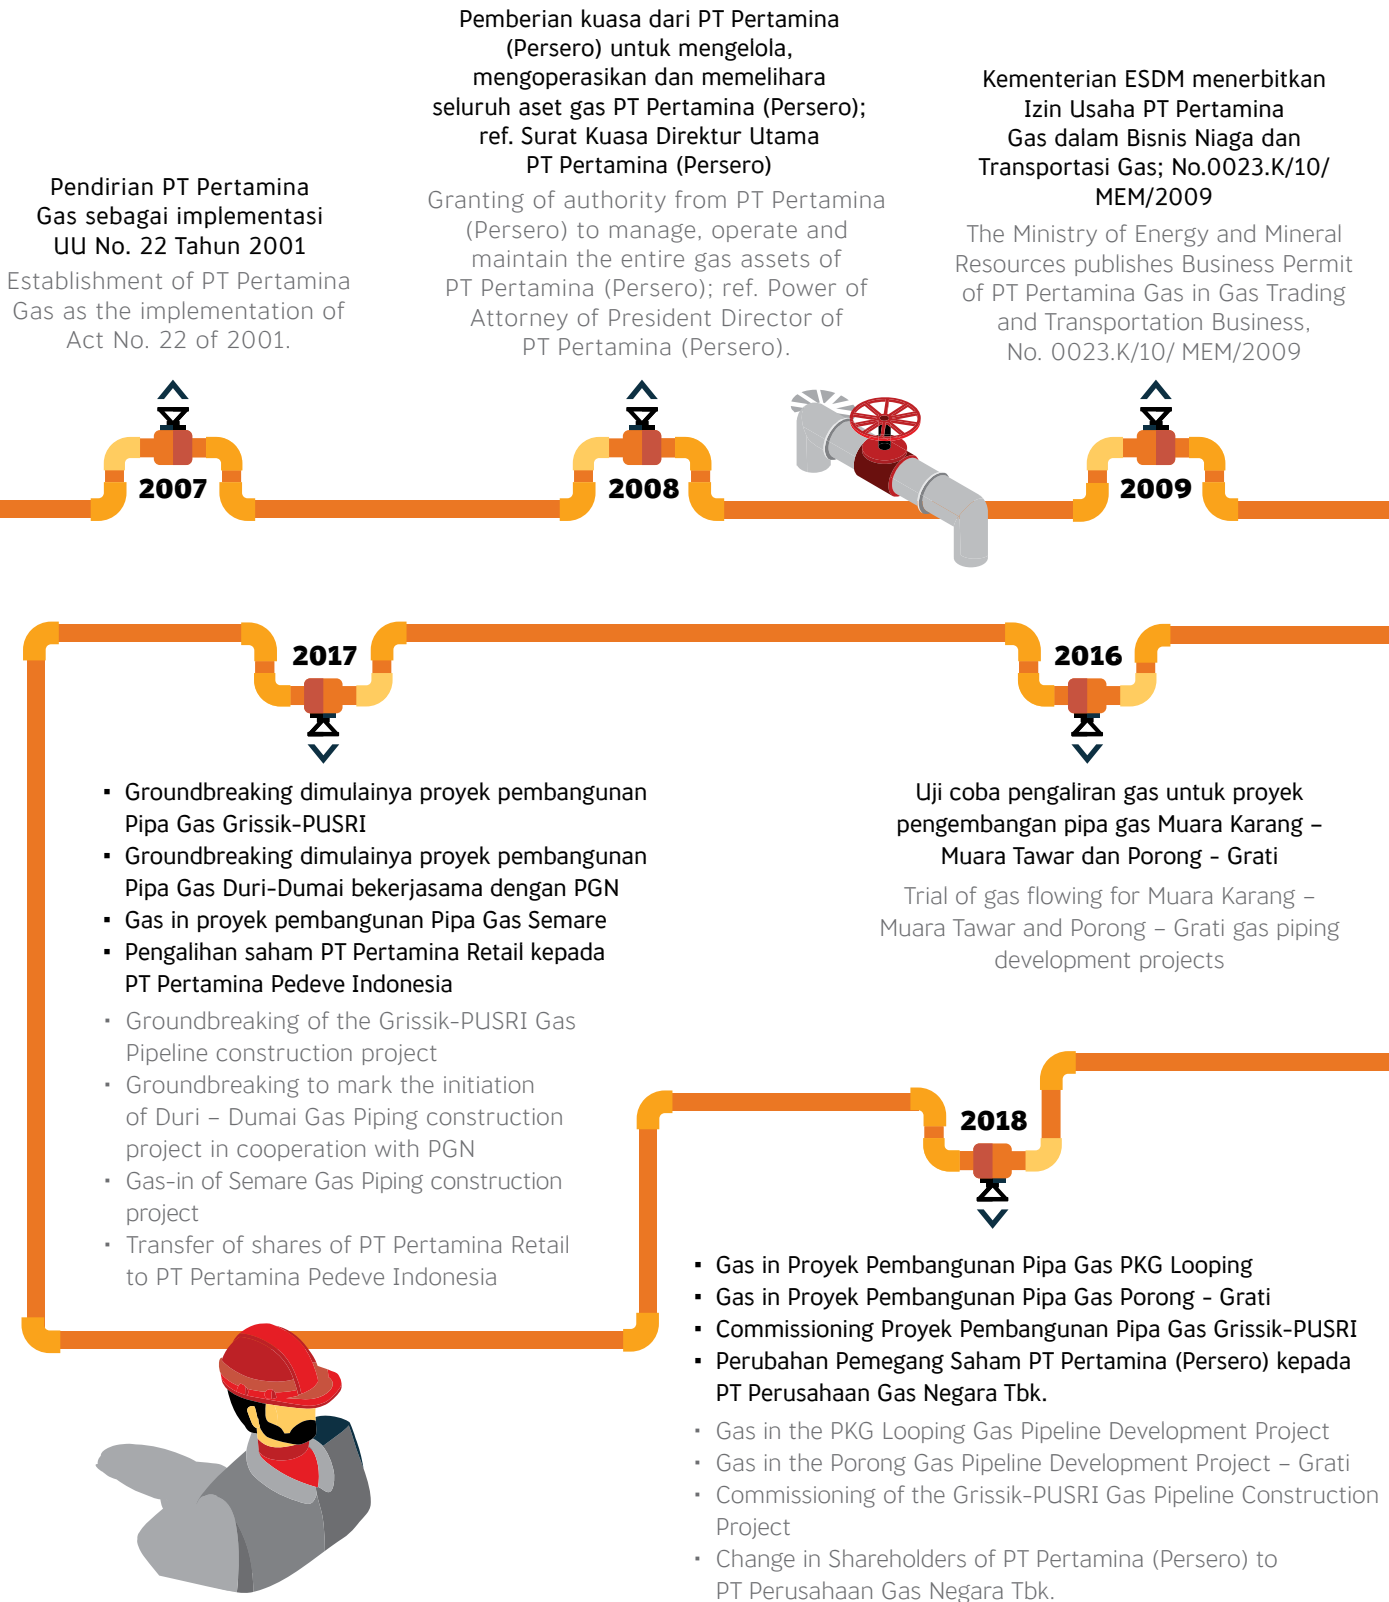 Pendirian PT Pertamina
Gas sebagai implementasi
UU No. 22 Tahun 2001
Establishment of PT Pertamina
Gas as the implementation of
Act No. 22 of 2001.
2007
Pemberian kuasa dari PT Pertamina
(Persero) untuk mengelola,
mengoperasikan dan memelihara
seluruh aset gas PT Pertamina (Persero);
ref. Surat Kuasa Direktur Utama
PT Pertamina (Persero)
Granting of authority from PT Pertamina
(Persero) to manage, operate and
maintain the entire gas assets of
PT Pertamina (Persero); ref. Power of
Attorney of President Director of
PT Pertamina (Persero).
2008
Kementerian ESDM menerbitkan
Izin Usaha PT Pertamina
Gas dalam Bisnis Niaga dan
Transportasi Gas; No.0023.K/10/
MEM/2009
The Ministry of Energy and Mineral
Resources publishes Business Permit
of PT Pertamina Gas in Gas Trading
and Transportation Business,
No. 0023.K/10/ MEM/2009
2009
2017
▪ Groundbreaking dimulainya proyek pembangunan
Pipa Gas Grissik-PUSRI
▪ Groundbreaking dimulainya proyek pembangunan
Pipa Gas Duri-Dumai bekerjasama dengan PGN
▪ Gas in proyek pembangunan Pipa Gas Semare
▪ Pengalihan saham PT Pertamina Retail kepada
PT Pertamina Pedeve Indonesia
▪ Groundbreaking of the Grissik-PUSRI Gas
Pipeline construction project
▪ Groundbreaking to mark the initiation
of Duri – Dumai Gas Piping construction
project in cooperation with PGN
▪ Gas-in of Semare Gas Piping construction
project
▪ Transfer of shares of PT Pertamina Retail
to PT Pertamina Pedeve Indonesia
2016
Uji coba pengaliran gas untuk proyek
pengembangan pipa gas Muara Karang –
Muara Tawar dan Porong - Grati
Trial of gas flowing for Muara Karang –
Muara Tawar and Porong – Grati gas piping
development projects
2018
▪ Gas in Proyek Pembangunan Pipa Gas PKG Looping
▪ Gas in Proyek Pembangunan Pipa Gas Porong - Grati
▪ Commissioning Proyek Pembangunan Pipa Gas Grissik-PUSRI
▪ Perubahan Pemegang Saham PT Pertamina (Persero) kepada
PT Perusahaan Gas Negara Tbk.
▪ Gas in the PKG Looping Gas Pipeline Development Project
▪ Gas in the Porong Gas Pipeline Development Project – Grati
▪ Commissioning of the Grissik-PUSRI Gas Pipeline Construction
Project
▪ Change in Shareholders of PT Pertamina (Persero) to
PT Perusahaan Gas Negara Tbk.